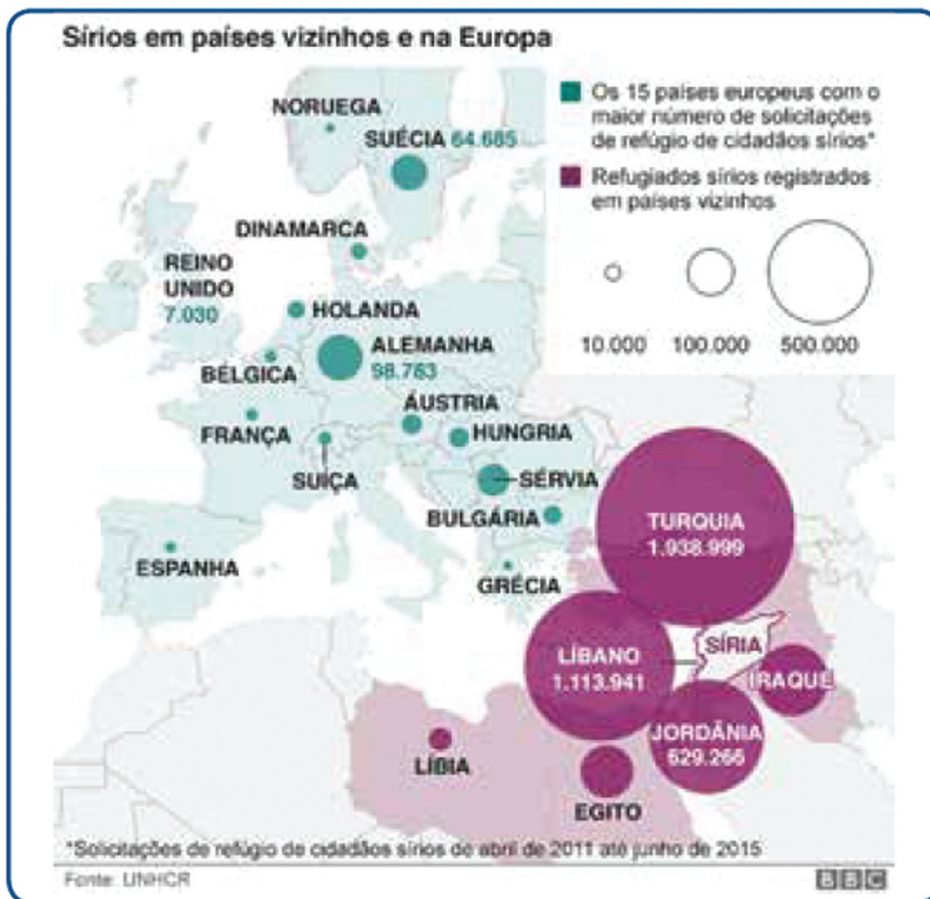 Sírios em países vizinhos e na Europa
Os 15 países europeus com o
maior número de solicitações
de refúgio de cidadãos sírios*
Refugiados sírios registrados
em países vizinhos
10.000 100.000 500.000
NORUEGA
SUÉCIA 64.685
DINAMARCA
REINO
UNIDO
7.030
HOLANDA
ALEMANHA
98.783
BÉLGICA
ÁUSTRIA
FRANÇA
HUNGRIA
SUIÇA
SÉRVIA
BULGÁRIA
ESPANHA
GRÉCIA
TURQUIA
1.938.999
SÍRIA
LÍBANO
1.113.941
IRAQUE
JORDÂNIA
629.266
LÍBIA
EGITO
*Solicitações de refúgio de cidadãos sírios de abril de 2011 até junho de 2015
Fonte: UNHCR
BBC